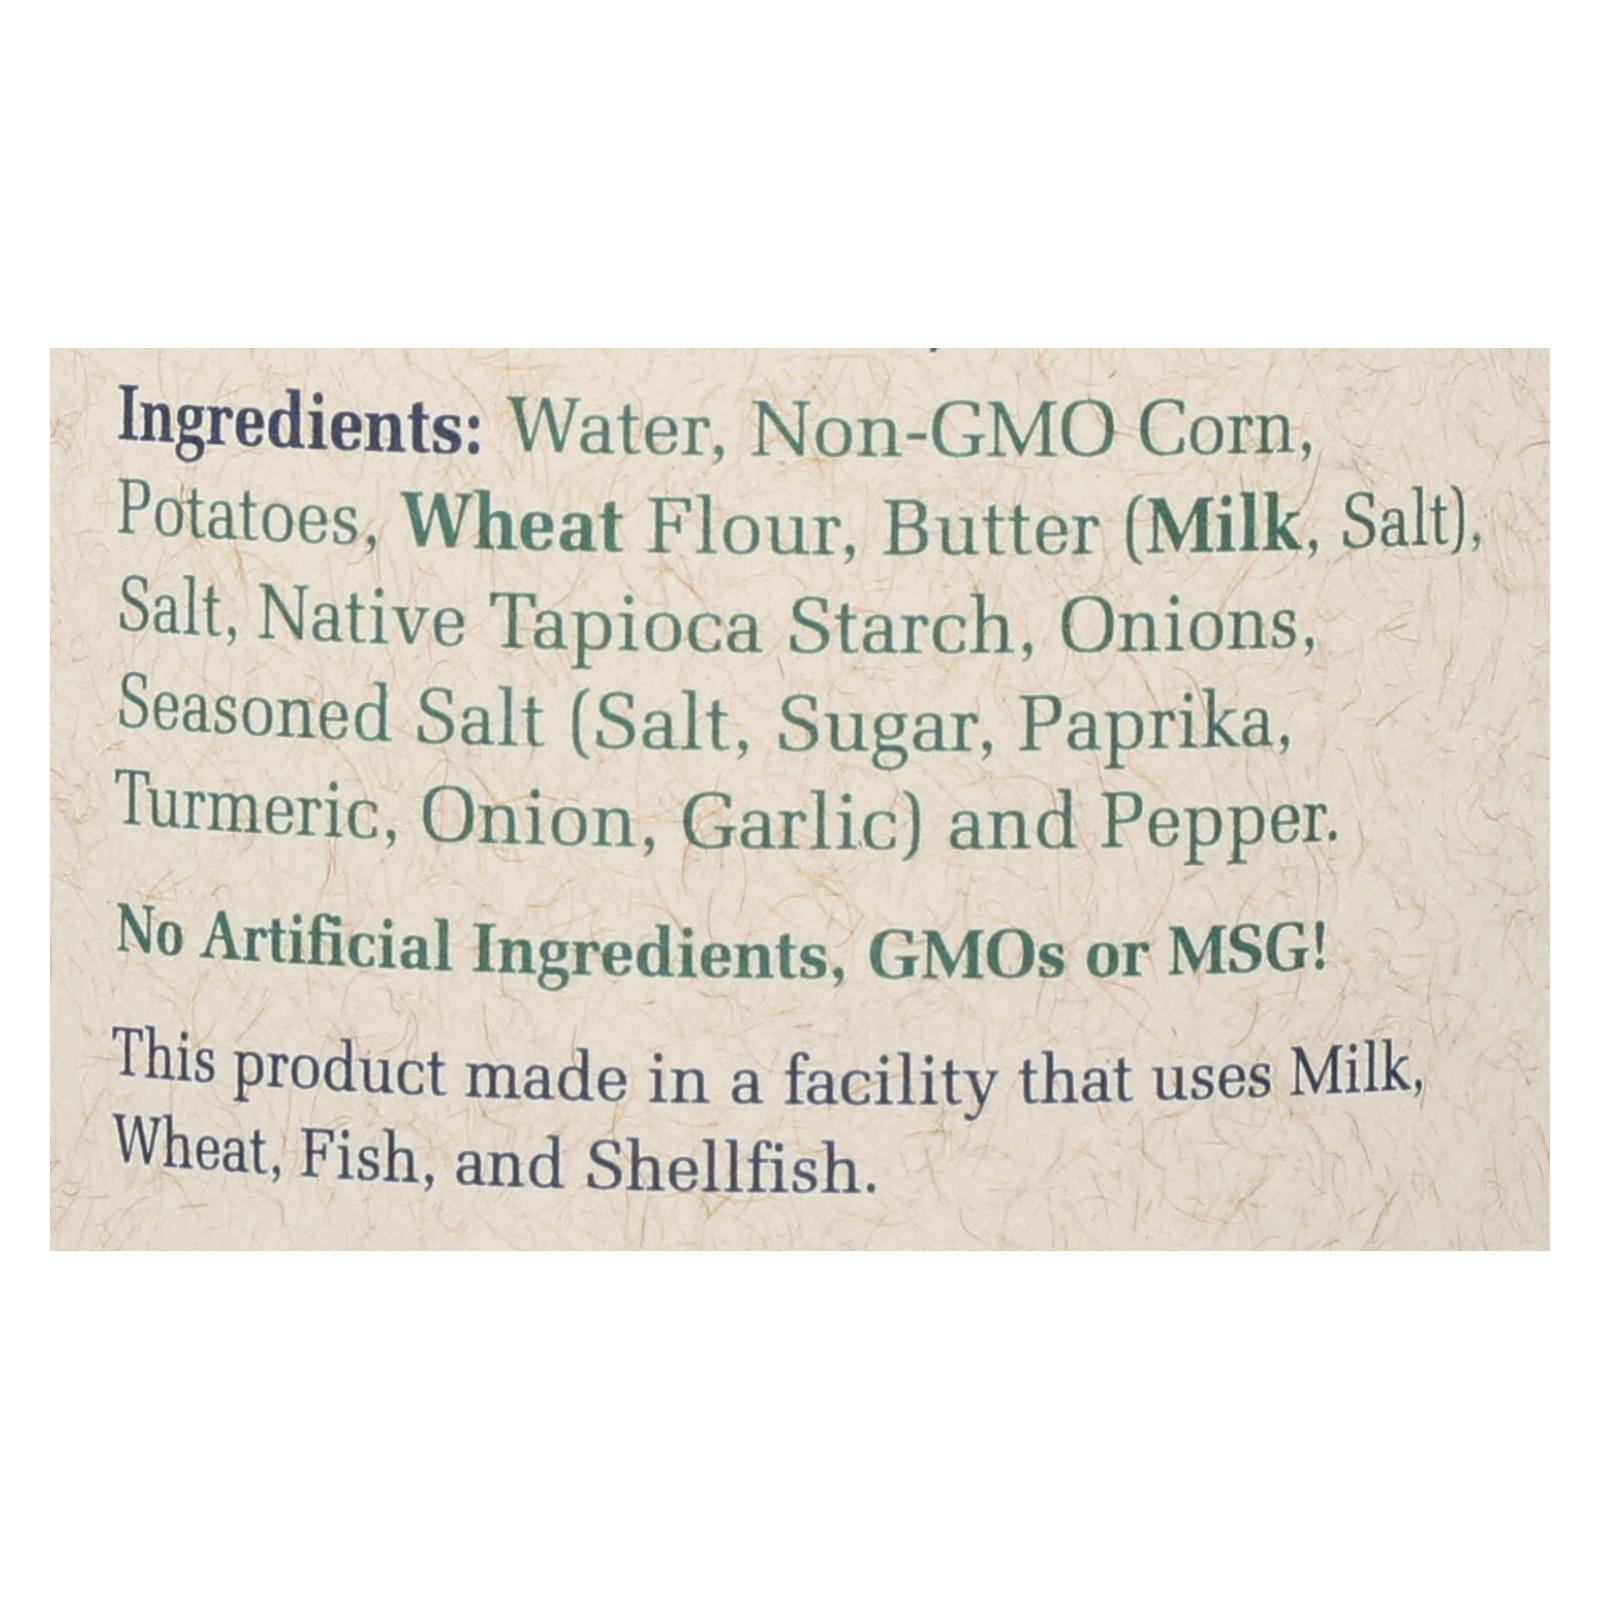 Ingredients: Water, Non-GMO Corn,
Potatoes, Wheat Flour, Butter (Milk, Salt),
Salt, Native Tapioca Starch, Onions,
Seasoned Salt (Salt, Sugar, Paprika,
Turmeric, Onion, Garlic) and Pepper.
No Artificial Ingredients, GMOs or MSG!
This product made in a facility that uses Milk,
Wheat, Fish, and Shellfish.